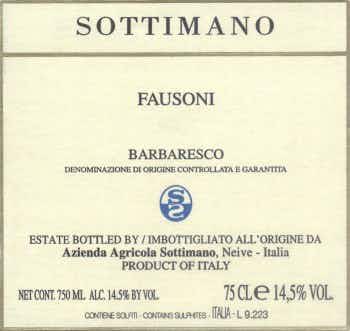 SOTTIMANO
FAUSONI
BARBARESCO
DENOMINAZIONE DI ORIGINE CONTROLLATA E GARANTITA
SS
ESTATE BOTTLED BY / IMBOTTIGLIATO ALL'ORIGINE DA
Azienda Agricola Sottimano, Neive - Italia
PRODUCT OF ITALY
NET CONT. 750 ML. ALC. 14.5% BY VOL. 75 CL e 14,5% VOL.
CONTIENE SOLFITI - CONTAINS SULPHITES - ITALIA - L 9.223